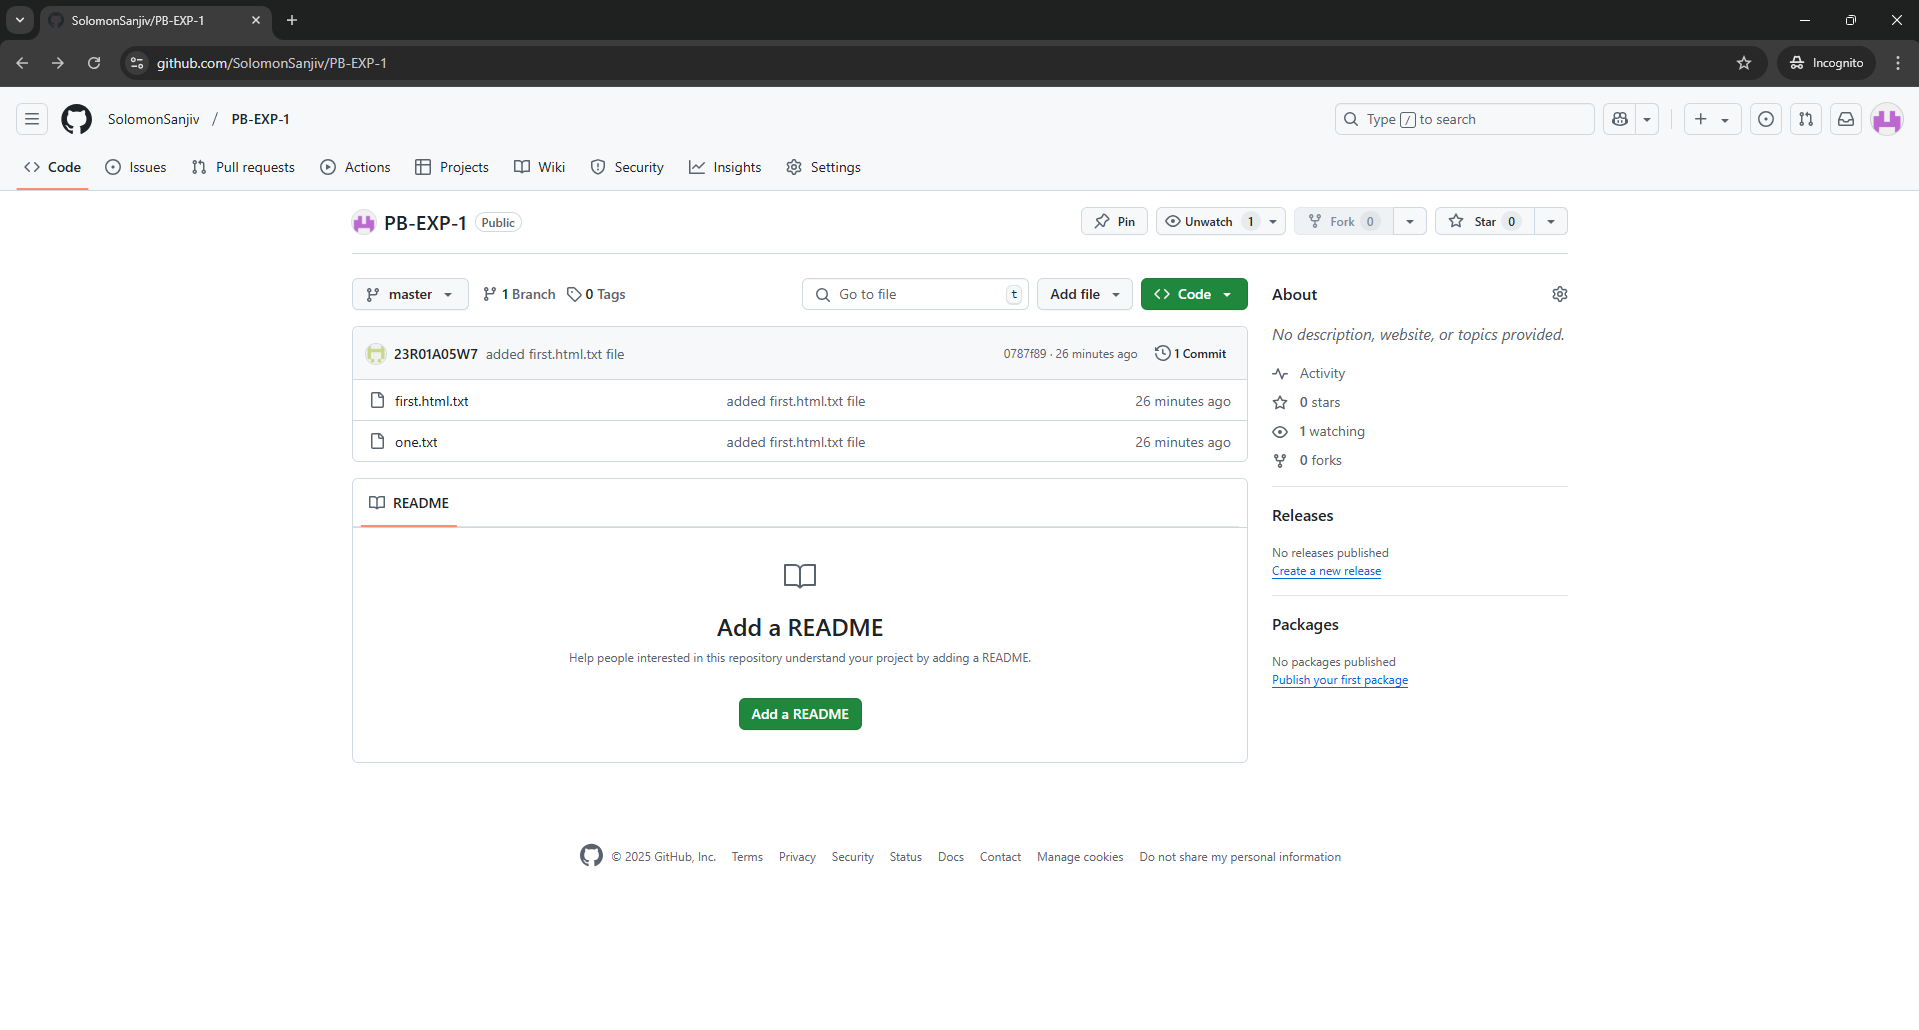 SolomonSanjiv/PB-EXP-1
github.com/SolomonSanjiv/PB-EXP-1
Incognito
SolomonSanjiv / PB-EXP-1
Type / to search
Code Issues Pull requests Actions Projects Wiki Security Insights Settings
PB-EXP-1 Public
Pin Unwatch 1 Fork 0 Star 0
master 1 Branch 0 Tags
Go to file t Add file Code
23R01A05W7 added first.html.txt file 0787f89 · 26 minutes ago 1 Commit
first.html.txt added first.html.txt file 26 minutes ago
one.txt added first.html.txt file 26 minutes ago
README
Add a README
Help people interested in this repository understand your project by adding a README.
Add a README
About
No description, website, or topics provided.
Activity
0 stars
1 watching
0 forks
Releases
No releases published
Create a new release
Packages
No packages published
Publish your first package
© 2025 GitHub, Inc. Terms Privacy Security Status Docs Contact Manage cookies Do not share my personal information